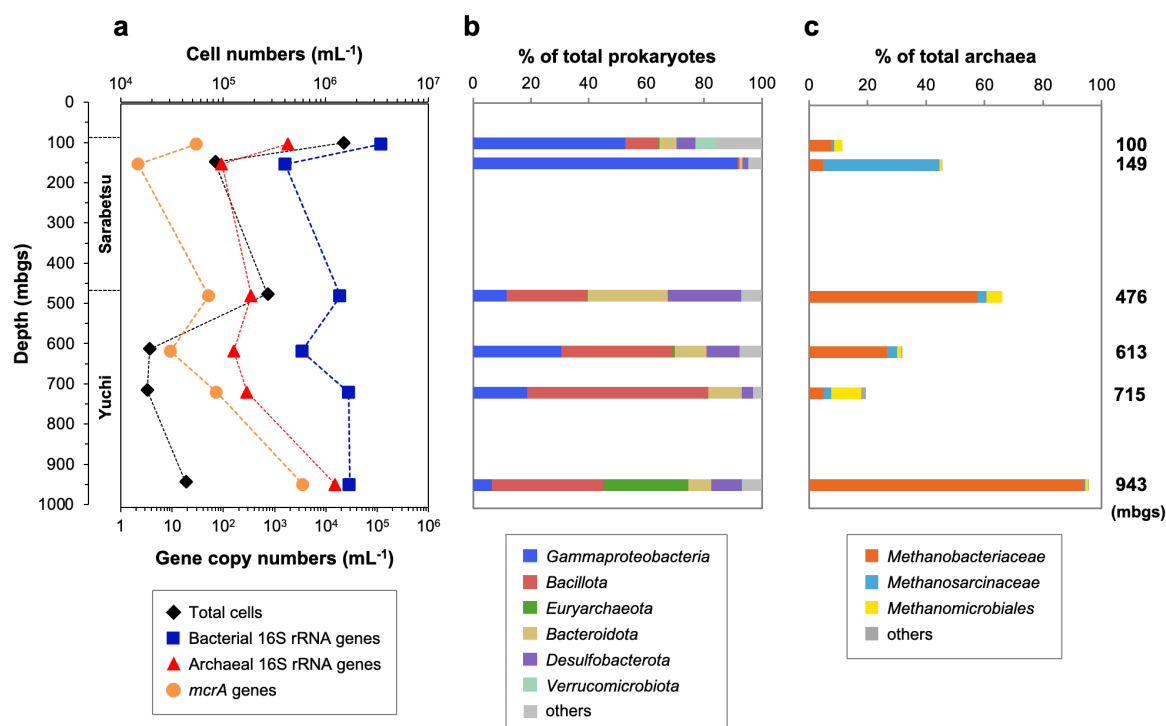 a
Cell numbers (mL⁻¹)
10⁴ 10⁵ 10⁶ 10⁷
Depth (mbgs)
0
100
200
300
400
500
600
700
800
900
1000
Sarabetsu
Yuchi
1 10 10² 10³ 10⁴ 10⁵ 10⁶
Gene copy numbers (mL⁻¹)
Total cells
Bacterial 16S rRNA genes
Archaeal 16S rRNA genes
mcrA genes
b
% of total prokaryotes
0 20 40 60 80 100
Gammaproteobacteria
Bacillota
Euryarchaeota
Bacteroidota
Desulfobacterota
Verrucomicrobiota
others
c
% of total archaea
0 20 40 60 80 100
100
149
476
613
715
943
(mbgs)
Methanobacteriaceae
Methanosarcinaceae
Methanomicrobiales
others